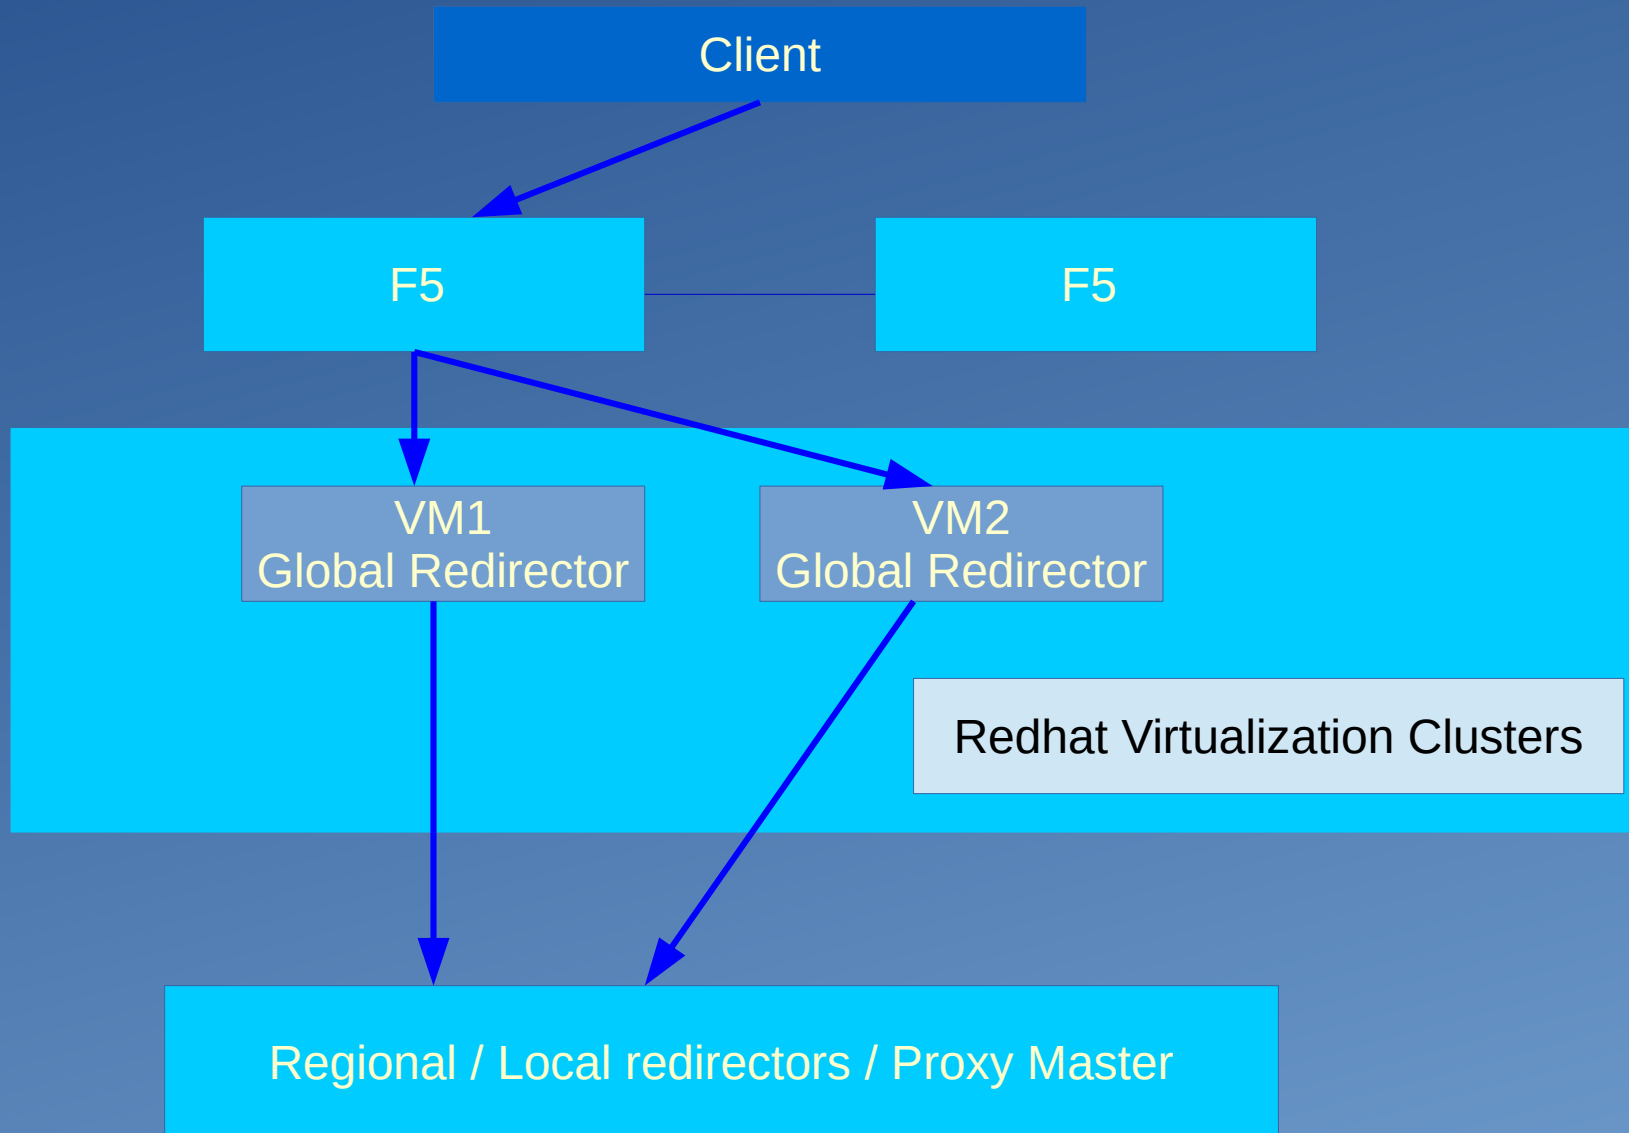 Client
F5
F5
VM1
Global Redirector
VM2
Global Redirector
Redhat Virtualization Clusters
Regional / Local redirectors / Proxy Master